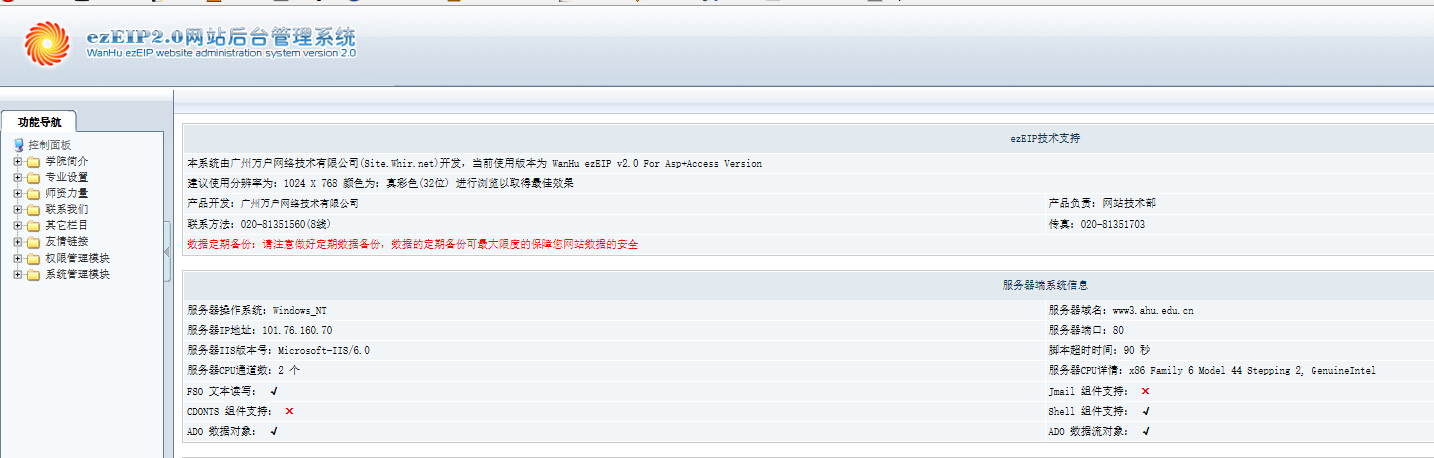 ezEIP2.0网站后台管理系统
WanHu ezEIP website administration system version 2.0
功能导航
控制面板
学院简介
专业设置
师资力量
联系我们
其它栏目
友情链接
权限管理模块
系统管理模块
ezEIP技术支持
本系统由广州万户网络技术有限公司(Site.Whir.net)开发，当前使用版本为 WanHu ezEIP v2.0 For Asp+Access Version
建议使用分辨率为：1024 X 768 颜色为：真彩色(32位) 进行浏览以取得最佳效果
产品开发：广州万户网络技术有限公司 产品负责：网站技术部
联系方法：020-81351560(8线) 传真：020-81351703
数据定期备份：请注意做好定期数据备份，数据的定期备份可最大限度的保障您网站数据的安全
服务器端系统信息
服务器操作系统：Windows_NT 服务器域名：www3.ahu.edu.cn
服务器IP地址：101.76.160.70 服务器端口：80
服务器IIS版本号：Microsoft-IIS/6.0 脚本超时时间：90 秒
服务器CPU通道数：2 个 服务器CPU详情：x86 Family 6 Model 44 Stepping 2, GenuineIntel
FSO 文本读写： √ Jmail 组件支持： ×
CDONTS 组件支持： × Shell 组件支持： √
ADO 数据对象： √ ADO 数据流对象： √